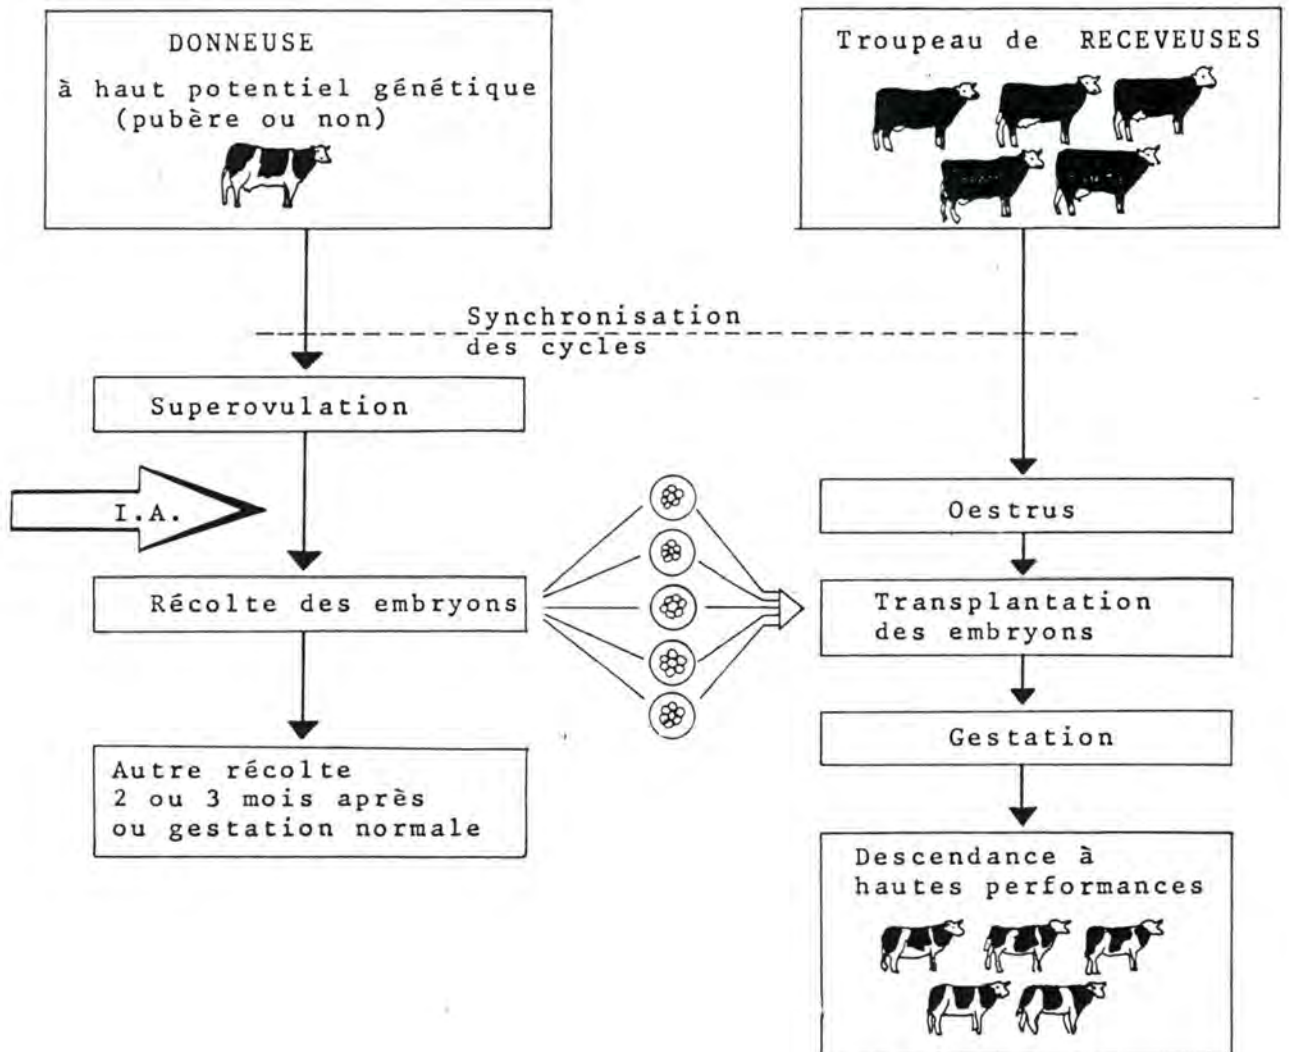 DONNEUSE
à haut potentiel génétique
(pubère ou non)
Troupeau de RECEVEUSES
Synchronisation
des cycles
Superovulation
I.A.
Récolte des embryons
Autre récolte
2 ou 3 mois après
ou gestation normale
Oestrus
Transplantation
des embryons
Gestation
Descendance à
hautes performances